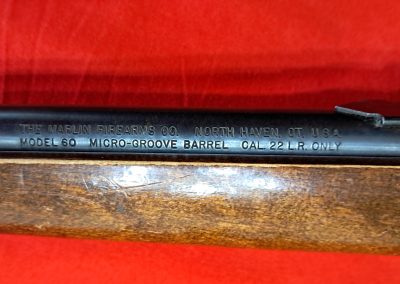 THE MARLIN FIREARMS CO. NORTH HAVEN, CT. U.S.A.
MODEL 60 MICRO-GROOVE BARREL CAL. 22 L.R. ONLY